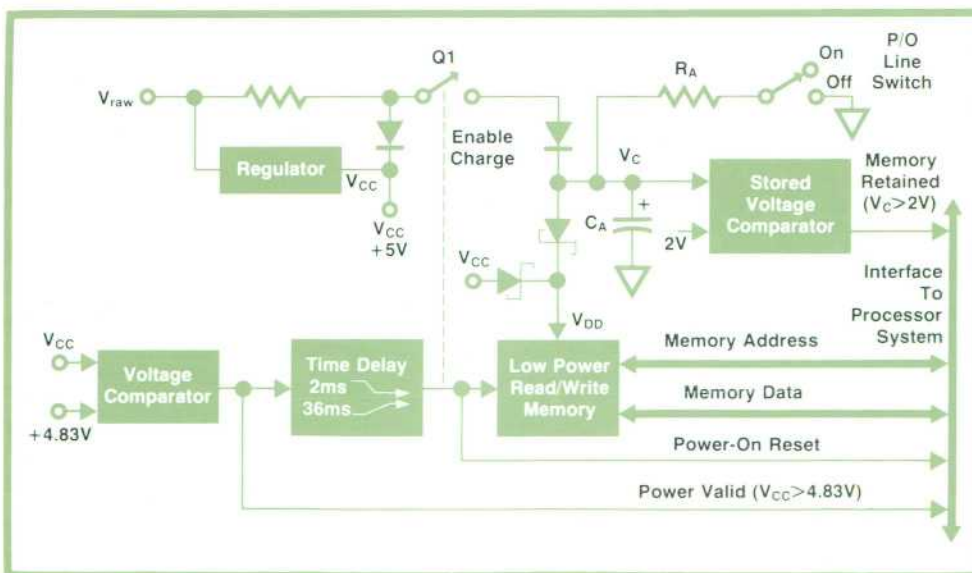 V_raw
Q1
Enable
Charge
Regulator
V_CC
V_CC
+5V
R_A
On
Off
P/O
Line
Switch
V_C
C_A
+
2V
Stored
Voltage
Comparator
Memory
Retained
(V_C>2V)
V_CC
V_DD
Interface
To
Processor
System
V_CC
+4.83V
Voltage
Comparator
Time Delay
2ms
36ms
Low Power
Read/Write
Memory
Memory Address
Memory Data
Power-On Reset
Power Valid (V_CC>4.83V)